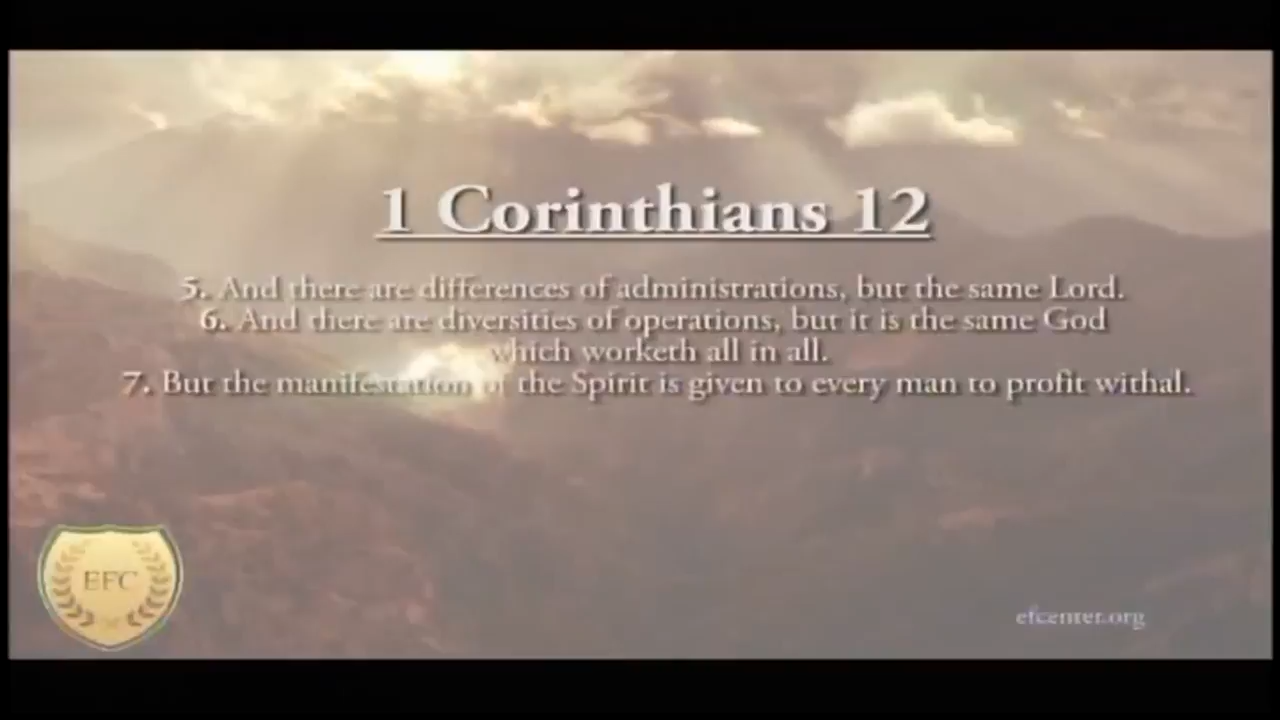 1 Corinthians 12
5. And there are differences of administrations, but the same Lord.
6. And there are diversities of operations, but it is the same God
which worketh all in all.
7. But the manifestation of the Spirit is given to every man to profit withal.
EFC
efcenter.org